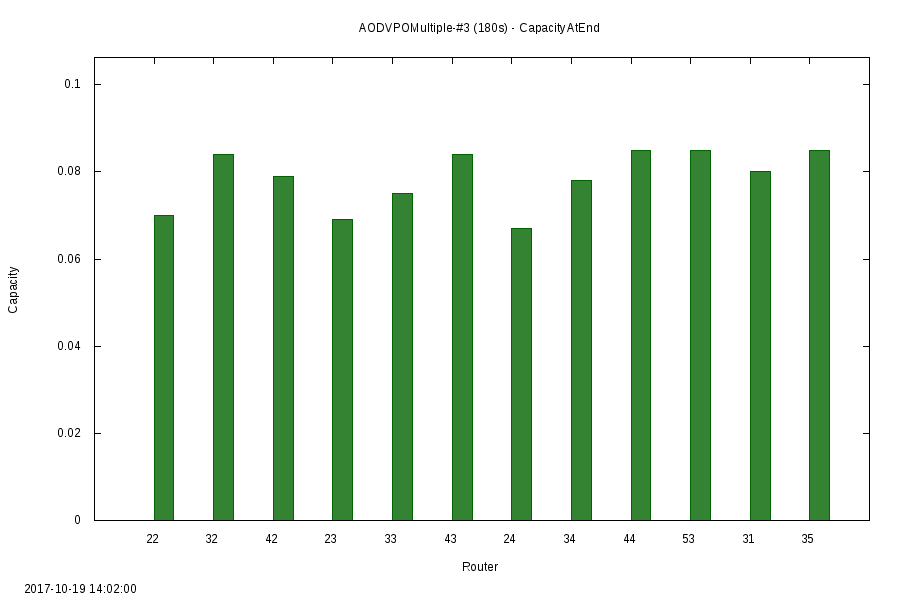 AODVPOMultiple-#3 (180s) - CapacityAtEnd
0.1
0.08
0.06
0.04
0.02
0
Capacity
22 32 42 23 33 43 24 34 44 53 31 35
Router
2017-10-19 14:02:00